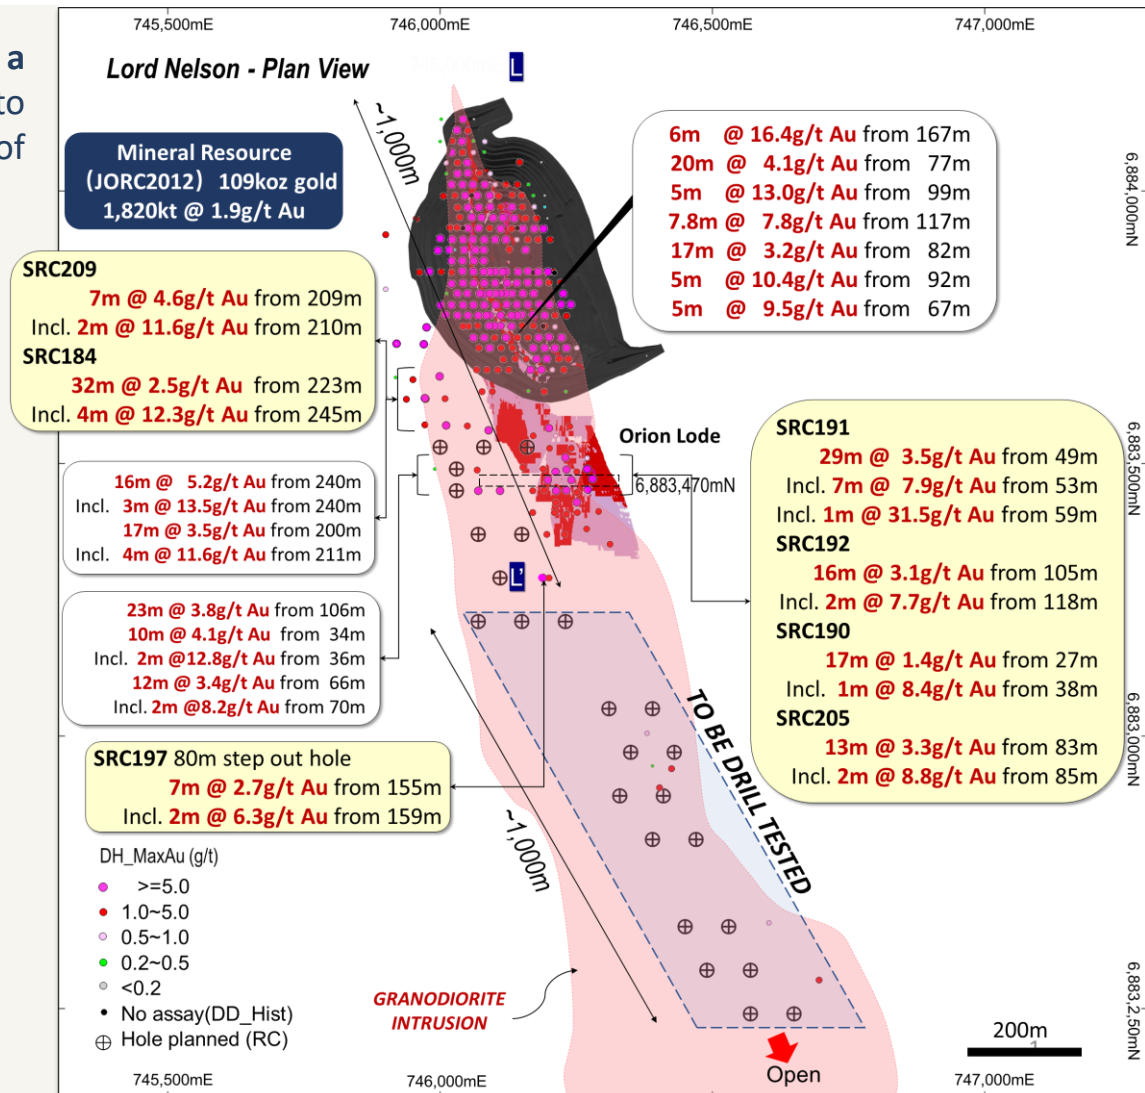 a
to
of
745,500mE
746,000mE
746,500mE
747,000mE
Lord Nelson - Plan View
L
~1,000m
Mineral Resource
(JORC2012) 109koz gold
1,820kt @ 1.9g/t Au
6m @ 16.4g/t Au from 167m
20m @ 4.1g/t Au from 77m
5m @ 13.0g/t Au from 99m
7.8m @ 7.8g/t Au from 117m
17m @ 3.2g/t Au from 82m
5m @ 10.4g/t Au from 92m
5m @ 9.5g/t Au from 67m
6,884,000mN
SRC209
7m @ 4.6g/t Au from 209m
Incl. 2m @ 11.6g/t Au from 210m
SRC184
32m @ 2.5g/t Au from 223m
Incl. 4m @ 12.3g/t Au from 245m
Orion Lode
6,883,470mN
6,883,500mN
16m @ 5.2g/t Au from 240m
Incl. 3m @ 13.5g/t Au from 240m
17m @ 3.5g/t Au from 200m
Incl. 4m @ 11.6g/t Au from 211m
SRC191
29m @ 3.5g/t Au from 49m
Incl. 7m @ 7.9g/t Au from 53m
Incl. 1m @ 31.5g/t Au from 59m
SRC192
16m @ 3.1g/t Au from 105m
Incl. 2m @ 7.7g/t Au from 118m
SRC190
17m @ 1.4g/t Au from 27m
Incl. 1m @ 8.4g/t Au from 38m
SRC205
13m @ 3.3g/t Au from 83m
Incl. 2m @ 8.8g/t Au from 85m
L'
23m @ 3.8g/t Au from 106m
10m @ 4.1g/t Au from 34m
Incl. 2m @12.8g/t Au from 36m
12m @ 3.4g/t Au from 66m
Incl. 2m @8.2g/t Au from 70m
6,883,000mN
TO BE DRILL TESTED
SRC197 80m step out hole
7m @ 2.7g/t Au from 155m
Incl. 2m @ 6.3g/t Au from 159m
~1,000m
DH_MaxAu (g/t)
>=5.0
1.0~5.0
0.5~1.0
0.2~0.5
<0.2
No assay(DD_Hist)
Hole planned (RC)
GRANODIORITE
INTRUSION
6,883,2,50mN
200m
1
Open
745,500mE
746,000mE
747,000mE